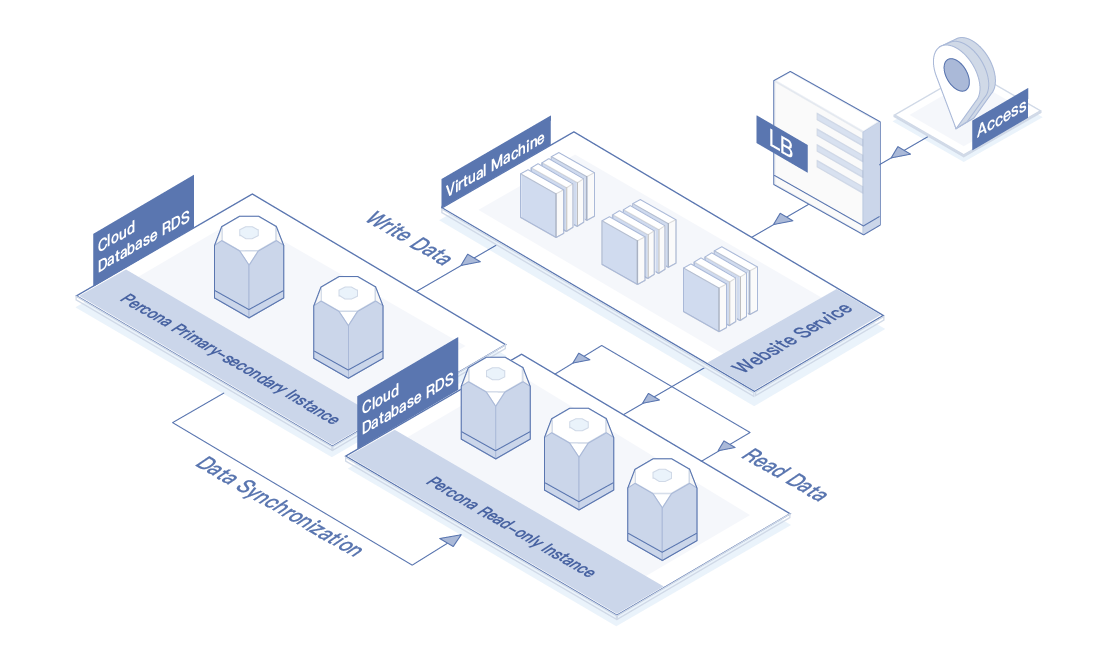 Access
LB
Virtual Machine
Cloud
Database RDS
Write Data
Percona Primary-secondary Instance
Website Service
Cloud
Database RDS
Percona Read-only Instance
Read Data
Data Synchronization